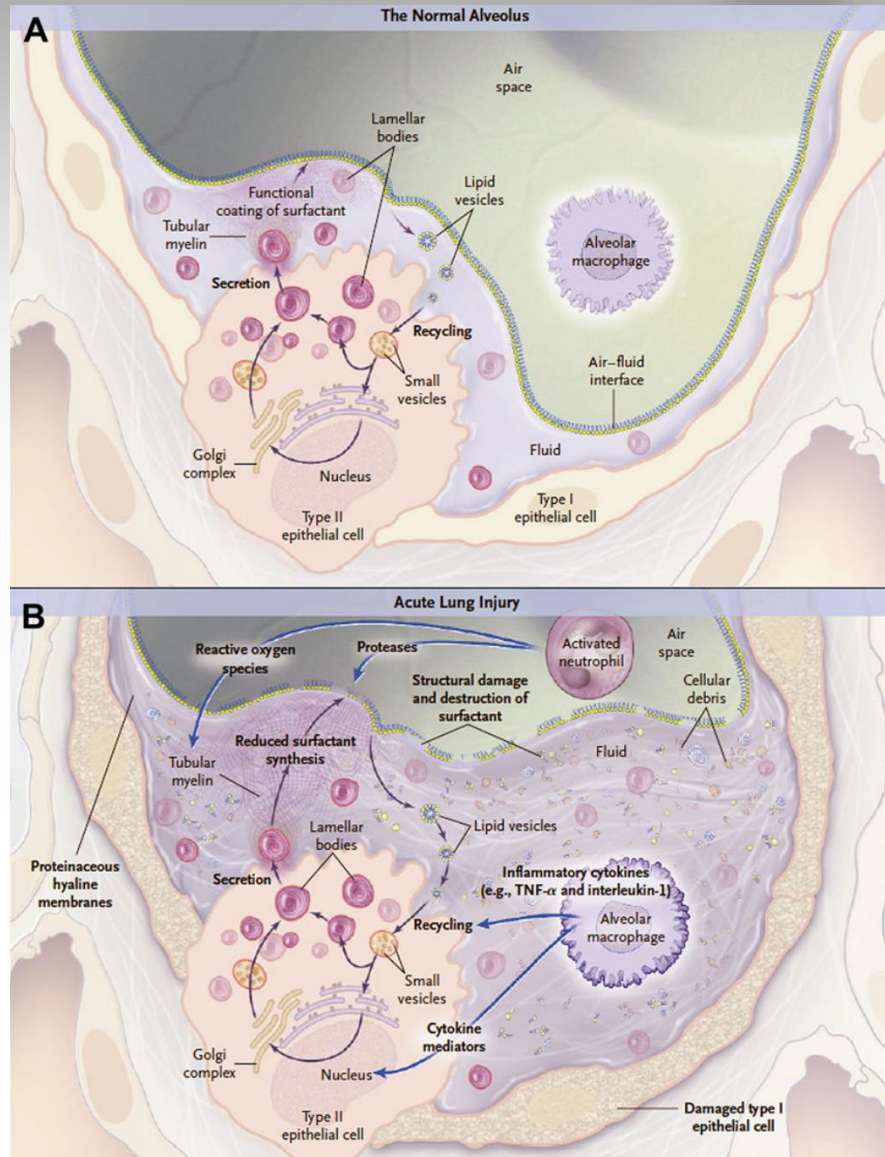 A
The Normal Alveolus
Air
space
Lamellar
bodies
Functional
coating of surfactant
Lipid
vesicles
Tubular
myelin
Alveolar
macrophage
Secretion
Recycling
Small
vesicles
Air–fluid
interface
Golgi
complex
Nucleus
Fluid
Type II
epithelial cell
Type I
epithelial cell
B
Acute Lung Injury
Reactive oxygen
species
Proteases
Activated
neutrophil
Air
space
Structural damage
and destruction of
surfactant
Cellular
debris
Tubular
myelin
Reduced surfactant
synthesis
Fluid
Lamellar
bodies
Lipid vesicles
Proteinaceous
hyaline
membranes
Secretion
Inflammatory cytokines
(e.g., TNF-α and interleukin-1)
Recycling
Alveolar
macrophage
Small
vesicles
Cytokine
mediators
Golgi
complex
Nucleus
Type II
epithelial cell
Damaged type I
epithelial cell